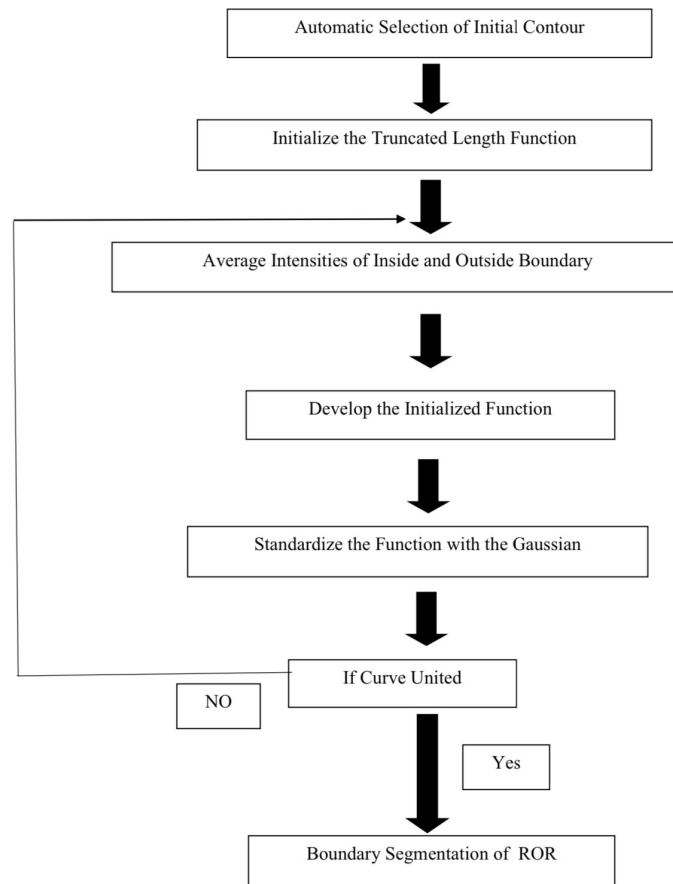 Automatic Selection of Initial Contour
Initialize the Truncated Length Function
Average Intensities of Inside and Outside Boundary
Develop the Initialized Function
Standardize the Function with the Gaussian
If Curve United
NO
Yes
Boundary Segmentation of ROR